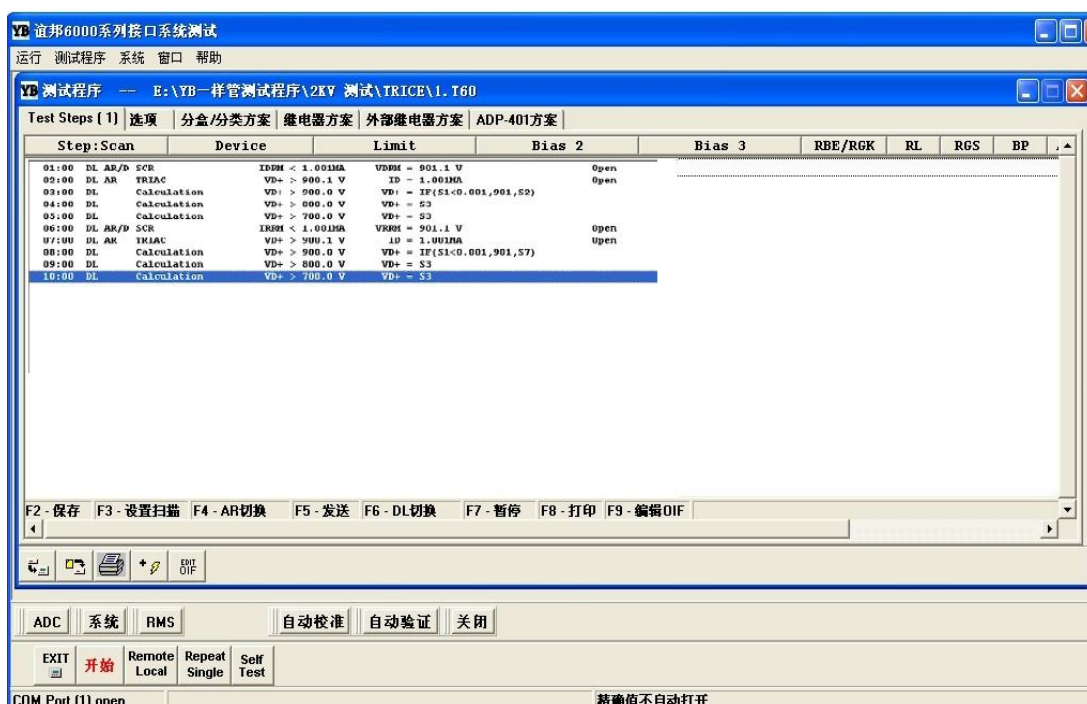 YB 谊邦6000系列接口系统测试
运行 测试程序 系统 窗口 帮助
YB 测试程序 -- E:\YB一样管测试程序\2KV 测试\TRICE\1.T60
Test Steps (1) 选项 分盒/分类方案 继电器方案 外部继电器方案 ADP-401方案
Step:Scan Device Limit Bias 2 Bias 3 RBE/RGK RL RGS BP
01:00 DL AR/D SCR IDRM < 1.001MA VDRM = 901.1 V Open
02:00 DL AR TRIAC VD+ > 900.1 V ID = 1.001MA Open
03:00 DL Calculation VD+ > 900.0 V VD+ = IF(S1<0.001,901,S2)
04:00 DL Calculation VD+ > 800.0 V VD+ = S3
05:00 DL Calculation VD+ > 700.0 V VD+ = S3
06:00 DL AR/D SCR IRRM < 1.001MA VRRM = 901.1 V Open
07:00 DL AR TRIAC VD+ > 900.1 V ID = 1.001MA Open
08:00 DL Calculation VD+ > 900.0 V VD+ = IF(S1<0.001,901,S7)
09:00 DL Calculation VD+ > 800.0 V VD+ = S3
10:00 DL Calculation VD+ > 700.0 V VD+ = S3
F2 - 保存 F3 - 设置扫描 F4 - AR切换 F5 - 发送 F6 - DL切换 F7 - 暂停 F8 - 打印 F9 - 编辑OIF
EDIT OIF
ADC 系统 RMS 自动校准 自动验证 关闭
EXIT 开始 Remote Local Repeat Single Self Test
COM Port (1) open 精确值不自动打开